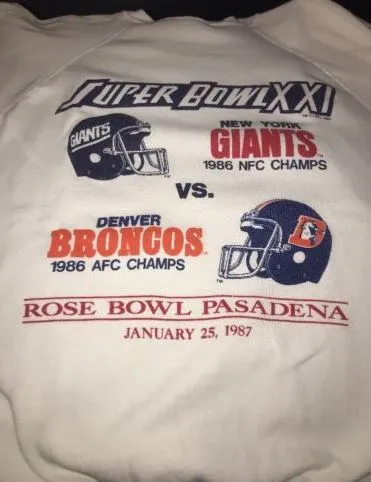 SUPER BOWL XXI
GIANTS
NEW YORK
GIANTS
1986 NFC CHAMPS
VS.
DENVER
BRONCOS
1986 AFC CHAMPS
ROSE BOWL PASADENA
JANUARY 25, 1987